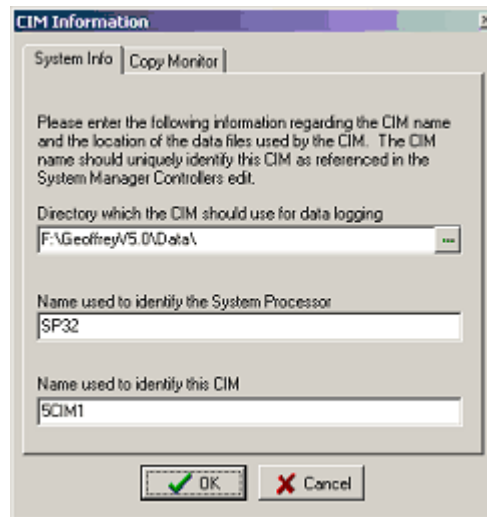 CIM Information
System Info Copy Monitor
Please enter the following information regarding the CIM name
and the location of the data files used by the CIM. The CIM
name should uniquely identify this CIM as referenced in the
System Manager Controllers edit.
Directory which the CIM should use for data logging
F:\GeoffreyV5.0\Data\
Name used to identify the System Processor
SP32
Name used to identify this CIM
5CIM1
OK Cancel